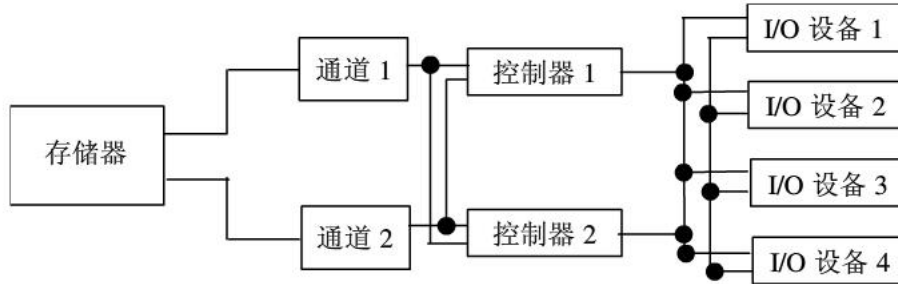 存储器
通道 1
通道 2
控制器 1
控制器 2
I/O 设备 1
I/O 设备 2
I/O 设备 3
I/O 设备 4